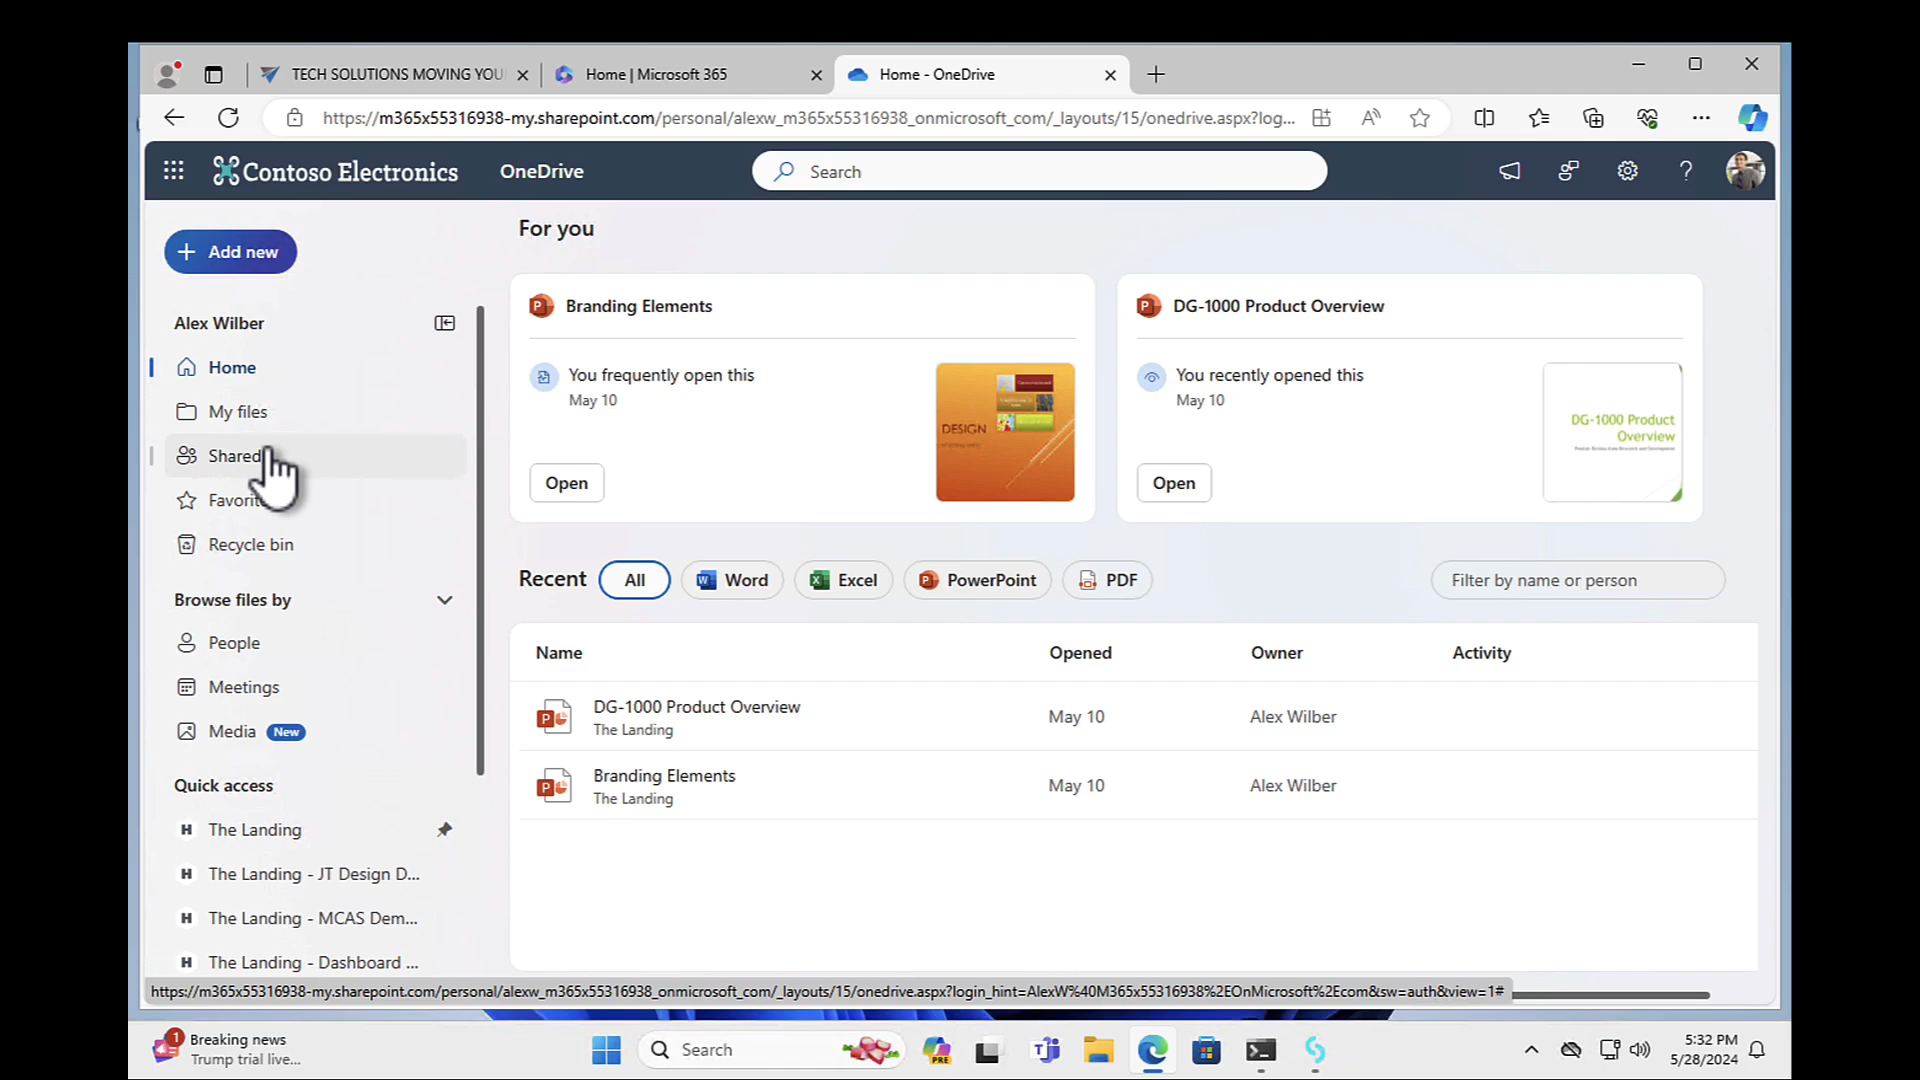 TECH SOLUTIONS MOVING YOU
Home | Microsoft 365
Home - OneDrive
https://m365x55316938-my.sharepoint.com/personal/alexw_m365x55316938_onmicrosoft_com/_layouts/15/onedrive.aspx?log...
Contoso Electronics
OneDrive
Search
Add new
Alex Wilber
Home
My files
Shared
Favorit
Recycle bin
Browse files by
People
Meetings
Media New
Quick access
The Landing
The Landing - JT Design D...
The Landing - MCAS Dem...
The Landing - Dashboard ...
For you
Branding Elements
You frequently open this
May 10
DESIGN
Open
DG-1000 Product Overview
You recently opened this
May 10
DG-1000 Product
Overview
Open
Recent
All
Word
Excel
PowerPoint
PDF
Filter by name or person
Name Opened Owner Activity
DG-1000 Product Overview
The Landing
May 10
Alex Wilber
Branding Elements
The Landing
May 10
Alex Wilber
https://m365x55316938-my.sharepoint.com/personal/alexw_m365x55316938_onmicrosoft_com/_layouts/15/onedrive.aspx?login_hint=AlexW%40M365x55316938%2EOnMicrosoft%2Ecom&sw=auth&view=1#
1
Breaking news
Trump trial live...
Search
PRE
5:32 PM
5/28/2024